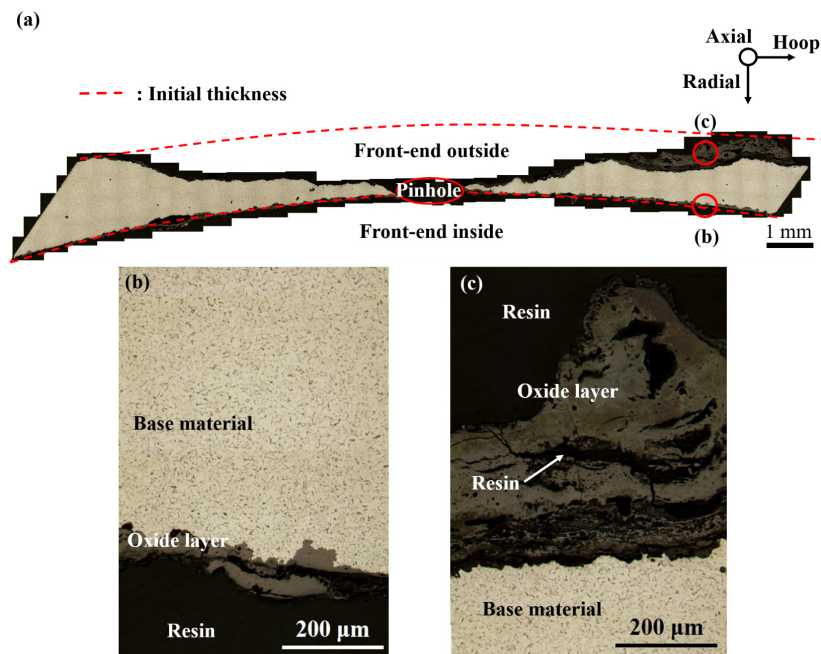 (a)
Axial
Hoop
Radial
: Initial thickness
(c)
Front-end outside
Pinhole
Front-end inside
(b)
1 mm
(b)
Base material
Oxide layer
Resin
200 μm
(c)
Resin
Oxide layer
Resin
Base material
200 μm